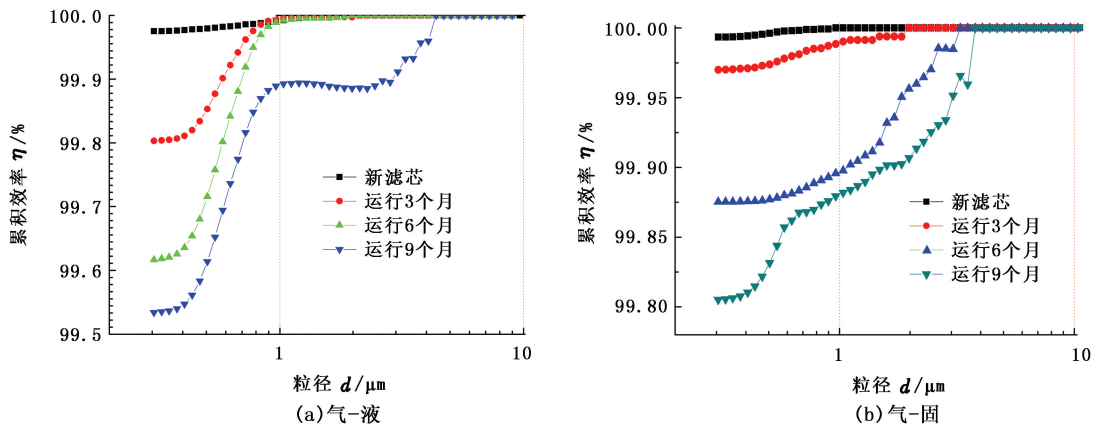 100.0
99.9
99.8
99.7
99.6
99.5
累积效率 η/%
新滤芯
运行3个月
运行6个月
运行9个月
1
10
粒径 d/μm
(a)气-液
100.00
99.95
99.90
99.85
99.80
累积效率 η/%
新滤芯
运行3个月
运行6个月
运行9个月
1
10
粒径 d/μm
(b)气-固